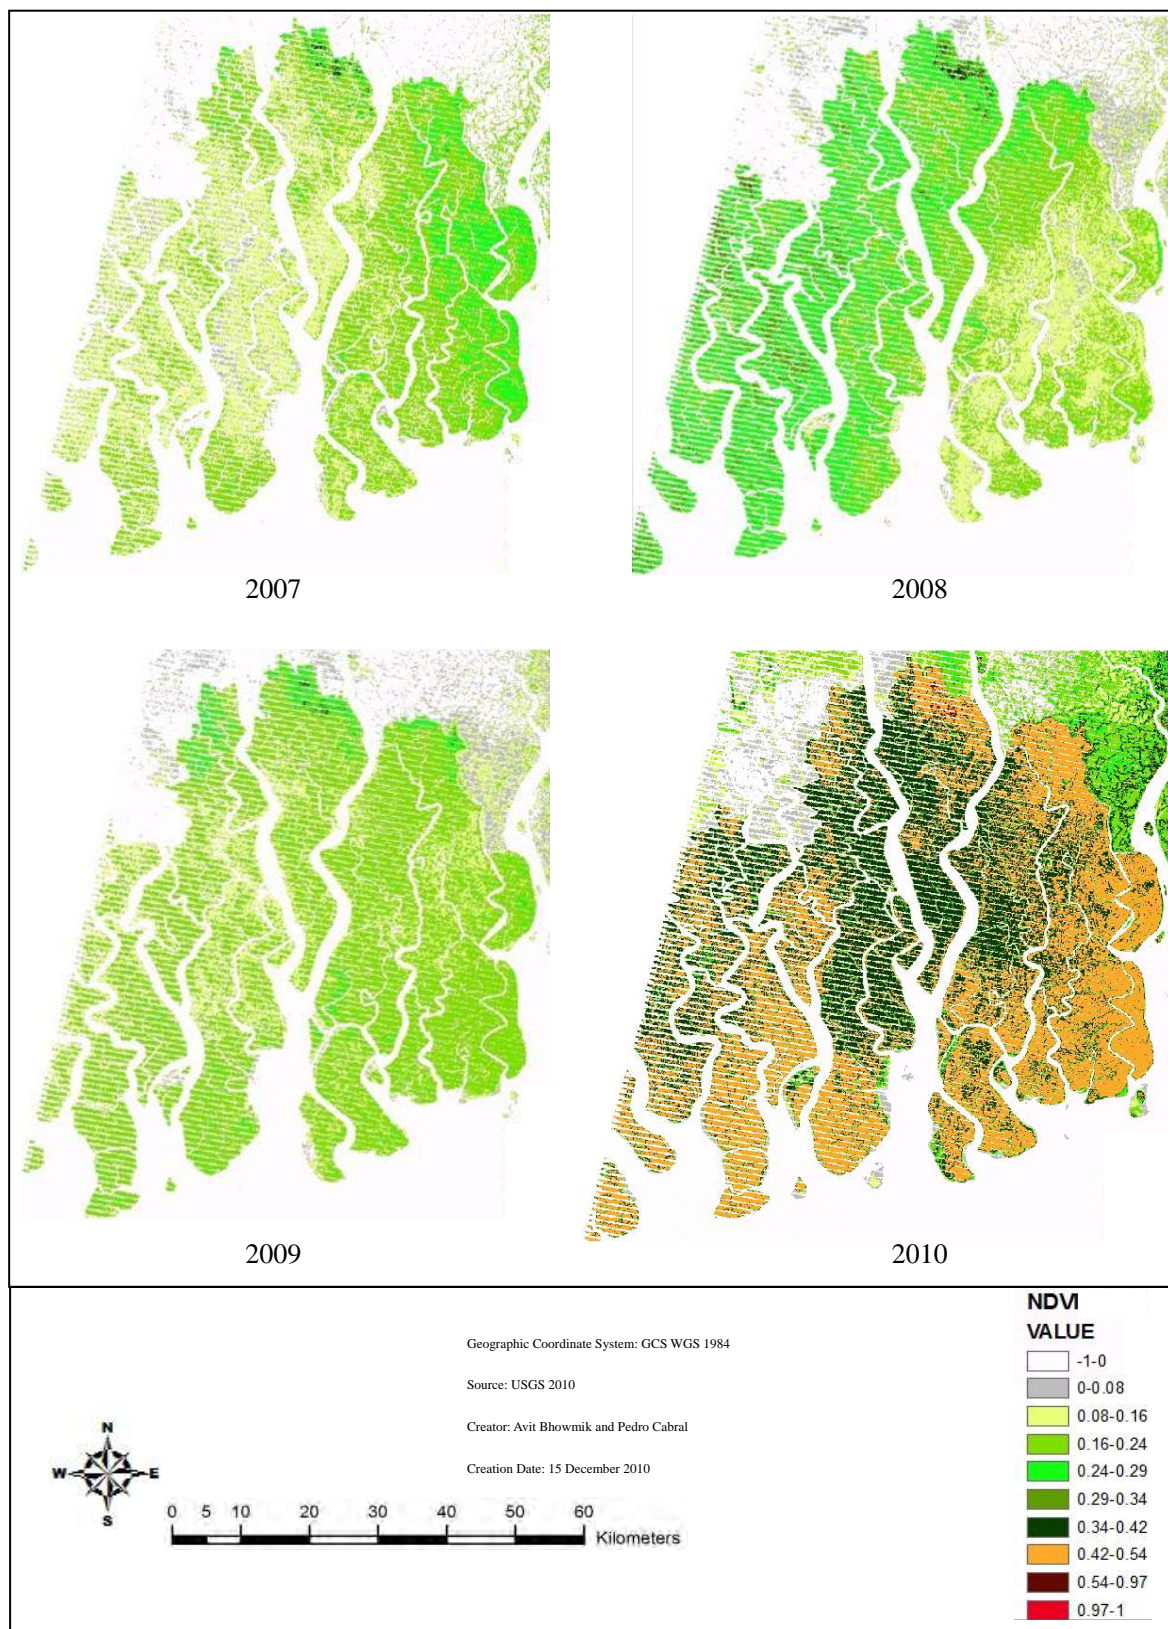 2007
2008
2009
2010
Geographic Coordinate System: GCS WGS 1984
Source: USGS 2010
Creator: Avit Bhowmik and Pedro Cabral
Creation Date: 15 December 2010
N
W
E
S
0 5 10 20 30 40 50 60
Kilometers
NDVI
VALUE
-1-0
0-0.08
0.08-0.16
0.16-0.24
0.24-0.29
0.29-0.34
0.34-0.42
0.42-0.54
0.54-0.97
0.97-1